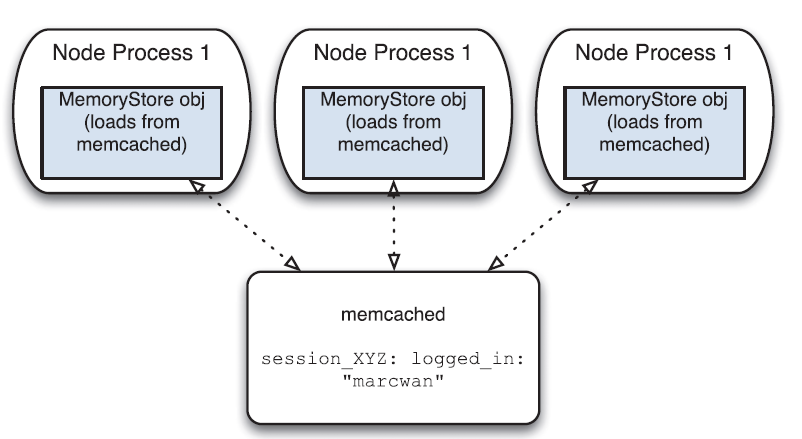 Node Process 1
MemoryStore obj
(loads from
memcached)
Node Process 1
MemoryStore obj
(loads from
memcached)
Node Process 1
MemoryStore obj
(loads from
memcached)
memcached
session_XYZ: logged_in:
"marcwan"